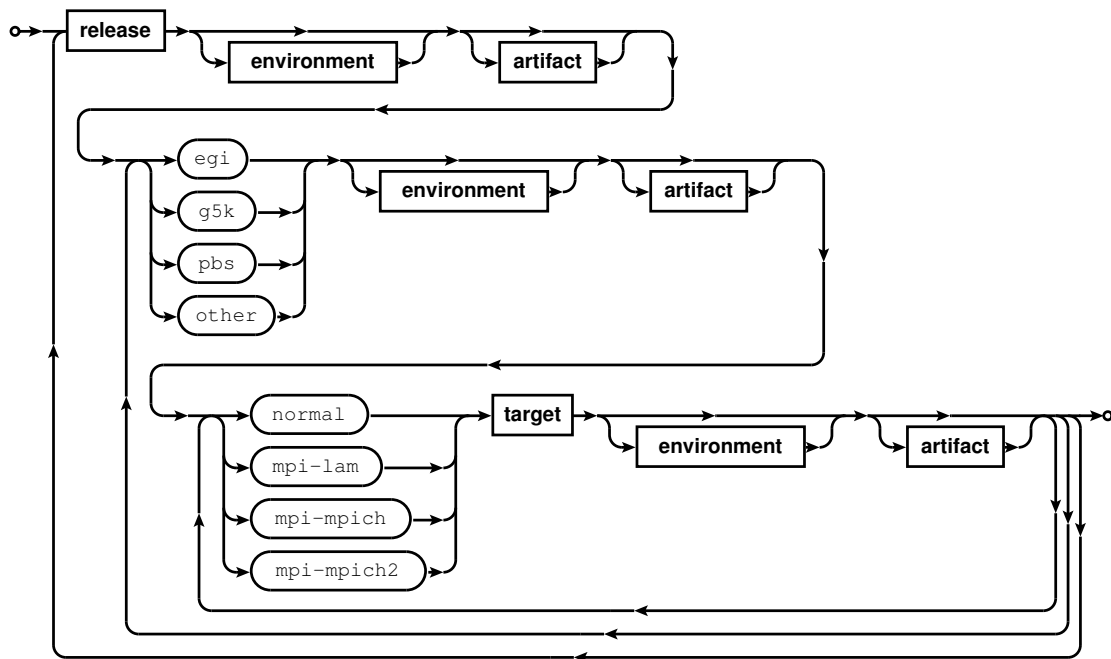 release
environment artifact
egi
environment artifact
g5k
pbs
other
normal target
environment artifact
mpi-lam
mpi-mpich
mpi-mpich2